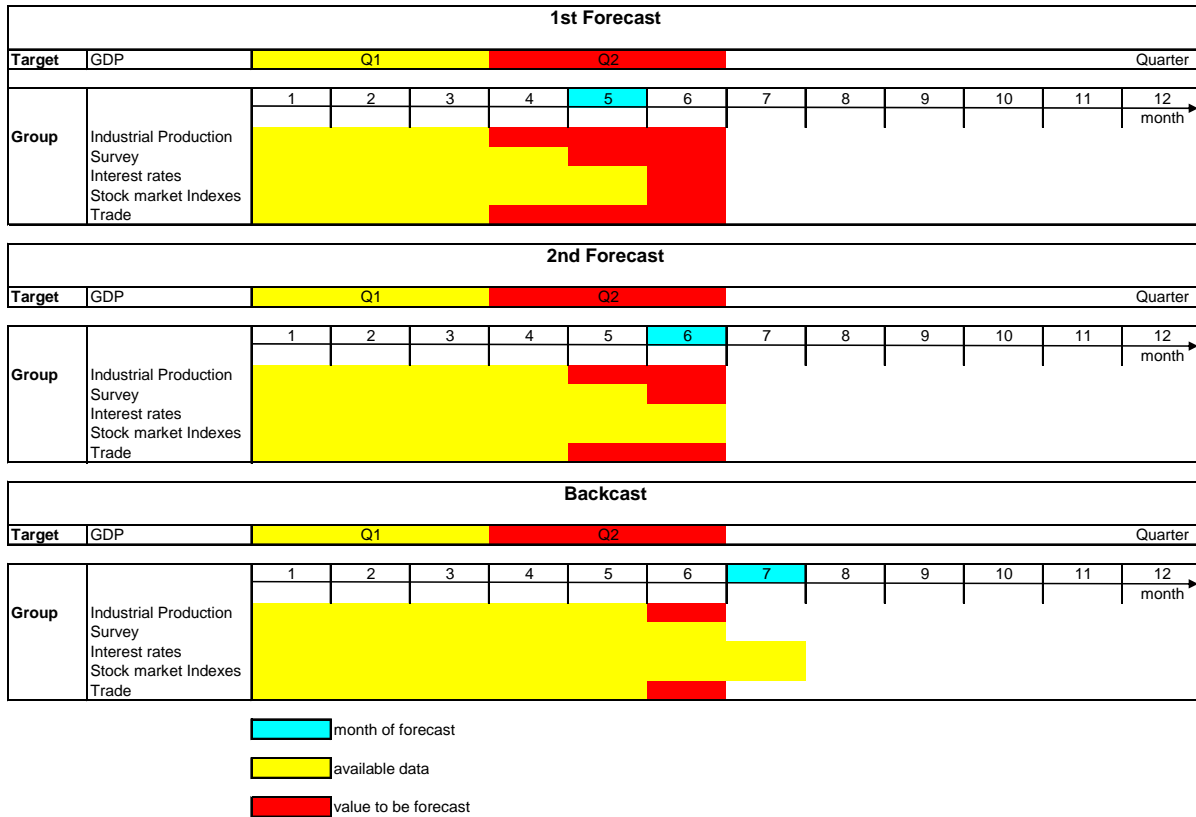 1st Forecast
Target GDP Q1 Q2 Quarter
1 2 3 4 5 6 7 8 9 10 11 12
month
Group Industrial Production
Survey
Interest rates
Stock market Indexes
Trade
2nd Forecast
Target GDP Q1 Q2 Quarter
1 2 3 4 5 6 7 8 9 10 11 12
month
Group Industrial Production
Survey
Interest rates
Stock market Indexes
Trade
Backcast
Target GDP Q1 Q2 Quarter
1 2 3 4 5 6 7 8 9 10 11 12
month
Group Industrial Production
Survey
Interest rates
Stock market Indexes
Trade
month of forecast
available data
value to be forecast